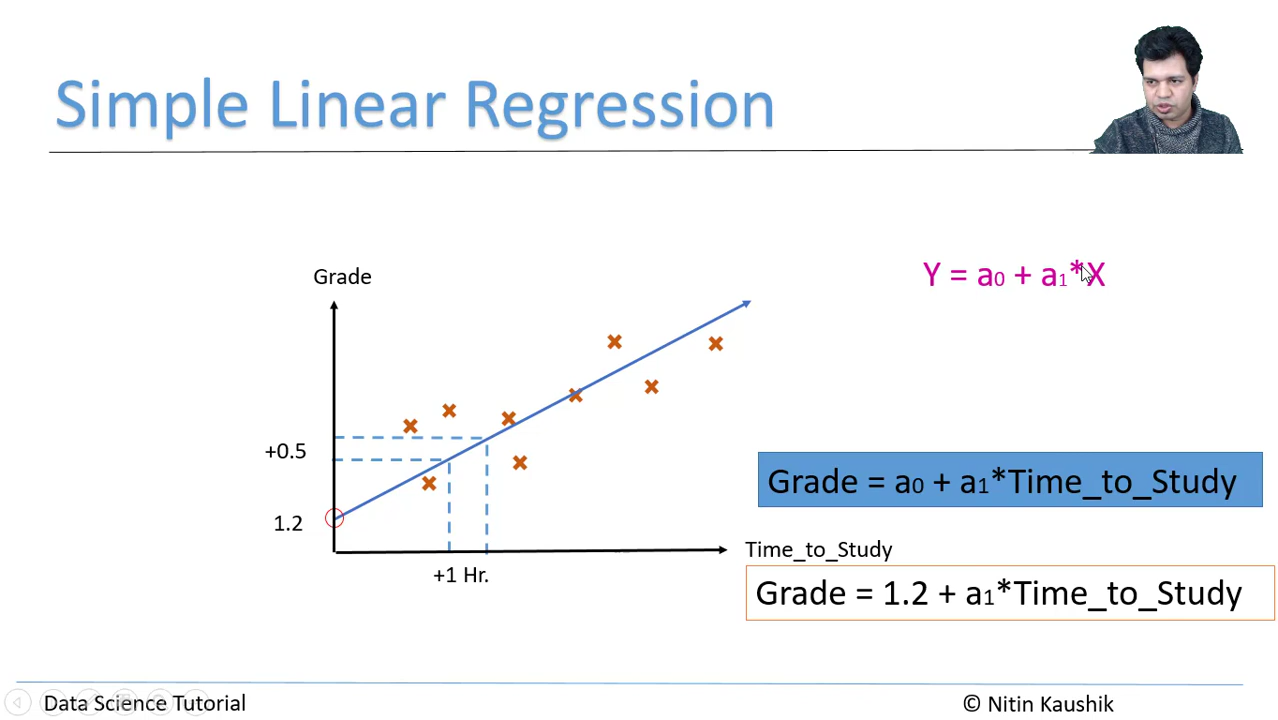 Simple Linear Regression
Grade
Y = a₀ + a₁*X
+0.5
Grade = a₀ + a₁*Time_to_Study
1.2
Time_to_Study
+1 Hr.
Grade = 1.2 + a₁*Time_to_Study
Data Science Tutorial
© Nitin Kaushik